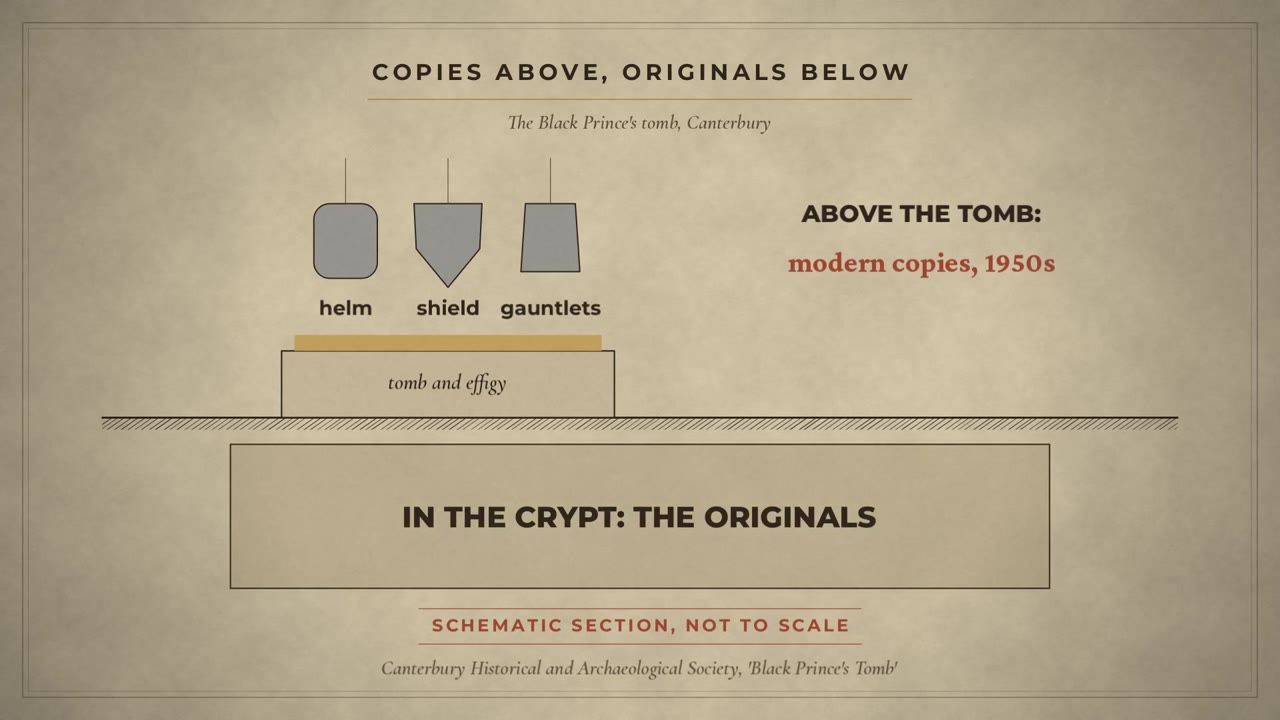 COPIES ABOVE, ORIGINALS BELOW
The Black Prince's tomb, Canterbury
ABOVE THE TOMB:
modern copies, 1950s
helm
shield
gauntlets
tomb and effigy
IN THE CRYPT: THE ORIGINALS
SCHEMATIC SECTION, NOT TO SCALE
Canterbury Historical and Archaeological Society, 'Black Prince's Tomb'